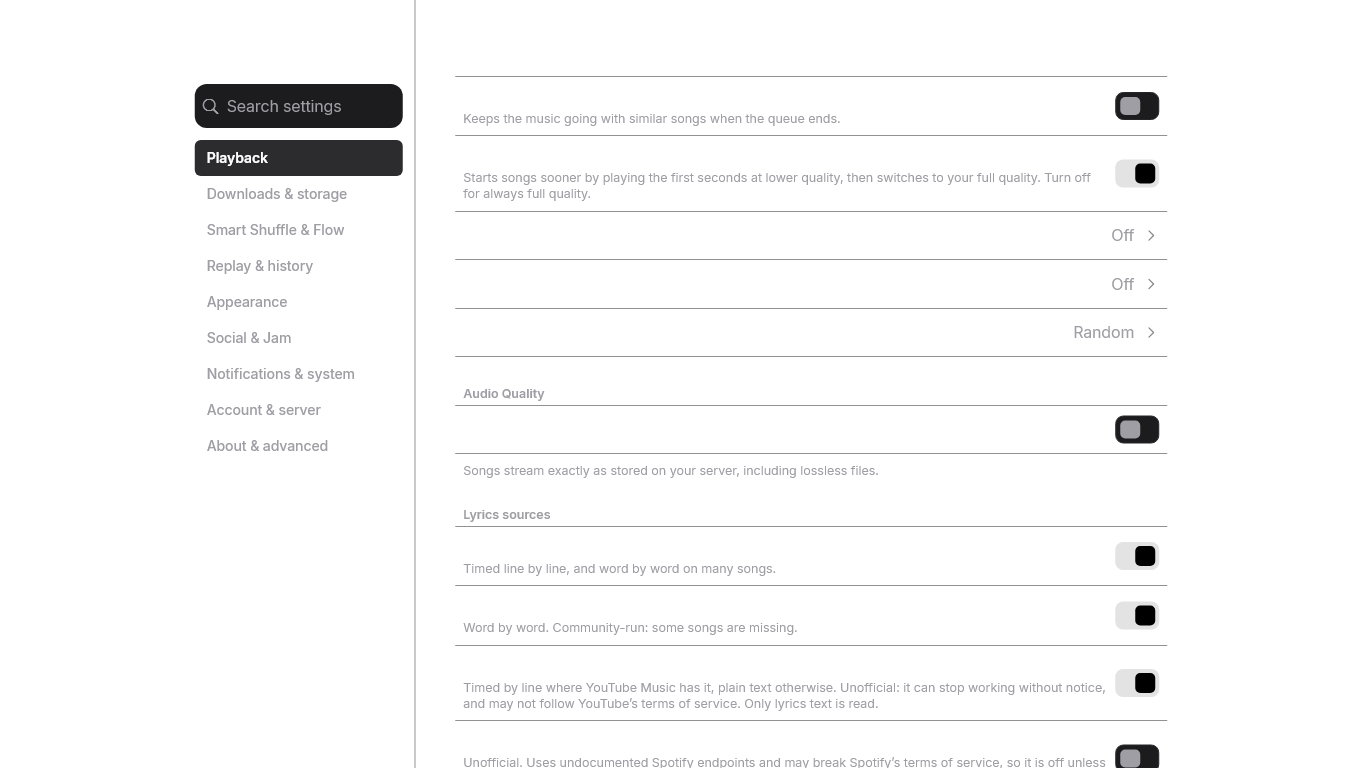 Search settings
Playback
Downloads & storage
Smart Shuffle & Flow
Replay & history
Appearance
Social & Jam
Notifications & system
Account & server
About & advanced
Keeps the music going with similar songs when the queue ends.
Starts songs sooner by playing the first seconds at lower quality, then switches to your full quality. Turn off
for always full quality.
Off
Off
Random
Audio Quality
Songs stream exactly as stored on your server, including lossless files.
Lyrics sources
Timed line by line, and word by word on many songs.
Word by word. Community-run: some songs are missing.
Timed by line where YouTube Music has it, plain text otherwise. Unofficial: it can stop working without notice,
and may not follow YouTube’s terms of service. Only lyrics text is read.
Unofficial. Uses undocumented Spotify endpoints and may break Spotify’s terms of service, so it is off unless